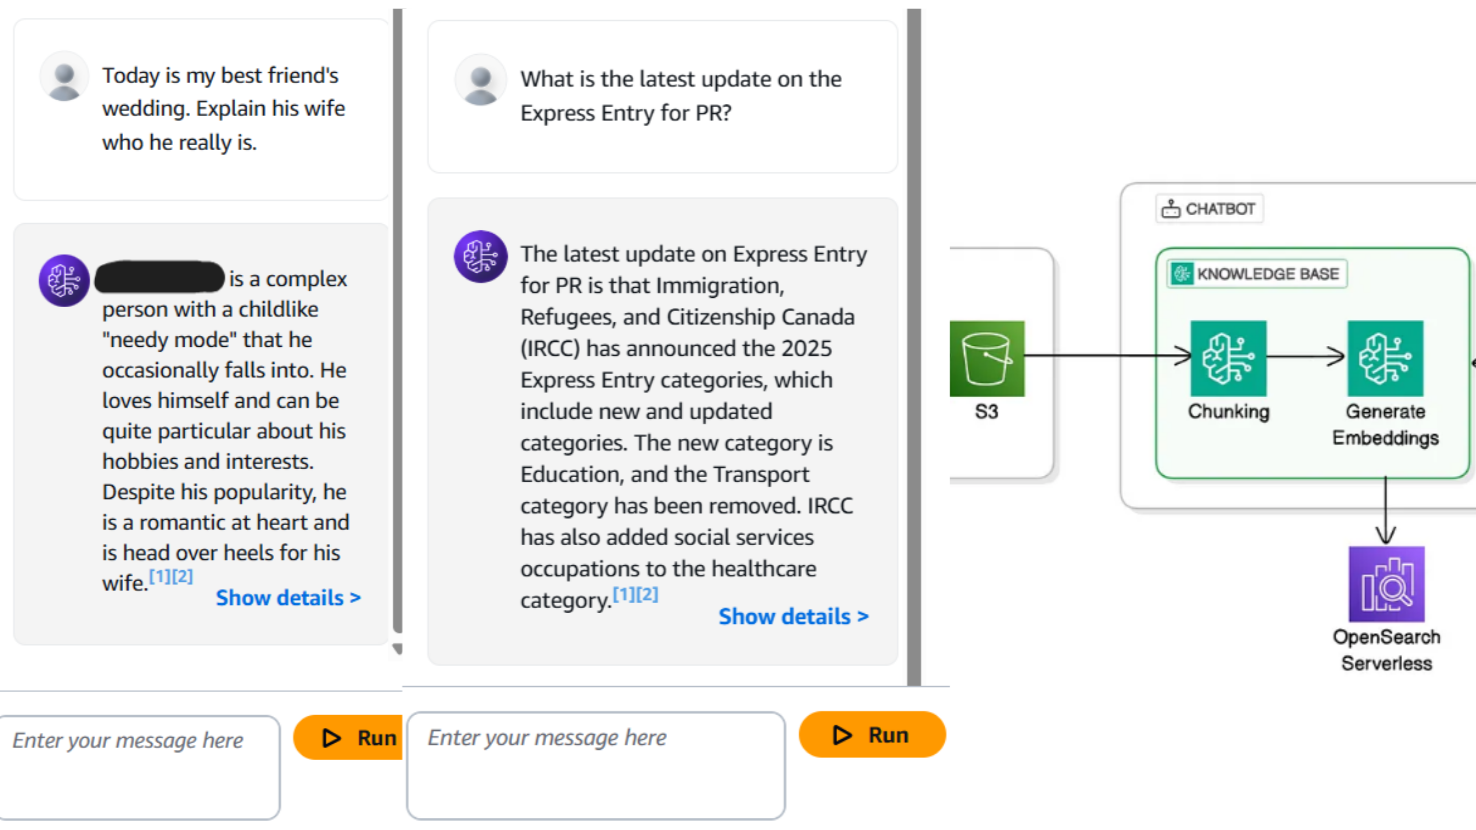 Today is my best friend's
wedding. Explain his wife
who he really is.
is a complex
person with a childlike
"needy mode" that he
occasionally falls into. He
loves himself and can be
quite particular about his
hobbies and interests.
Despite his popularity, he
is a romantic at heart and
is head over heels for his
wife.[1][2]
Show details >
Enter your message here
Run
What is the latest update on the
Express Entry for PR?
The latest update on Express Entry
for PR is that Immigration,
Refugees, and Citizenship Canada
(IRCC) has announced the 2025
Express Entry categories, which
include new and updated
categories. The new category is
Education, and the Transport
category has been removed. IRCC
has also added social services
occupations to the healthcare
category.[1][2]
Show details >
Enter your message here
Run
CHATBOT
KNOWLEDGE BASE
S3
Chunking
Generate
Embeddings
OpenSearch
Serverless